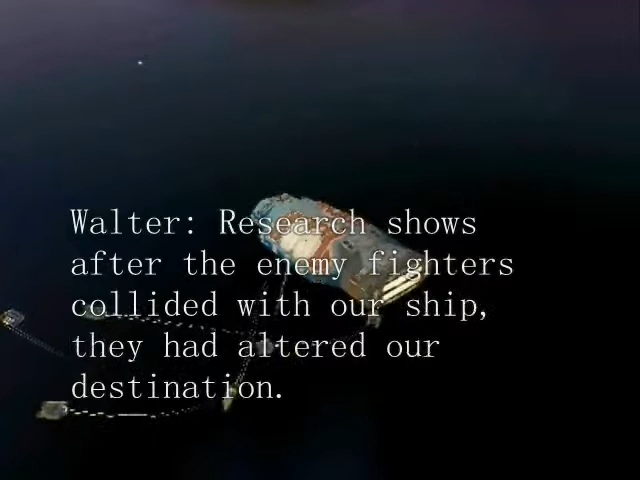 Walter: Research shows
after the enemy fighters
collided with our ship,
they had altered our
destination.